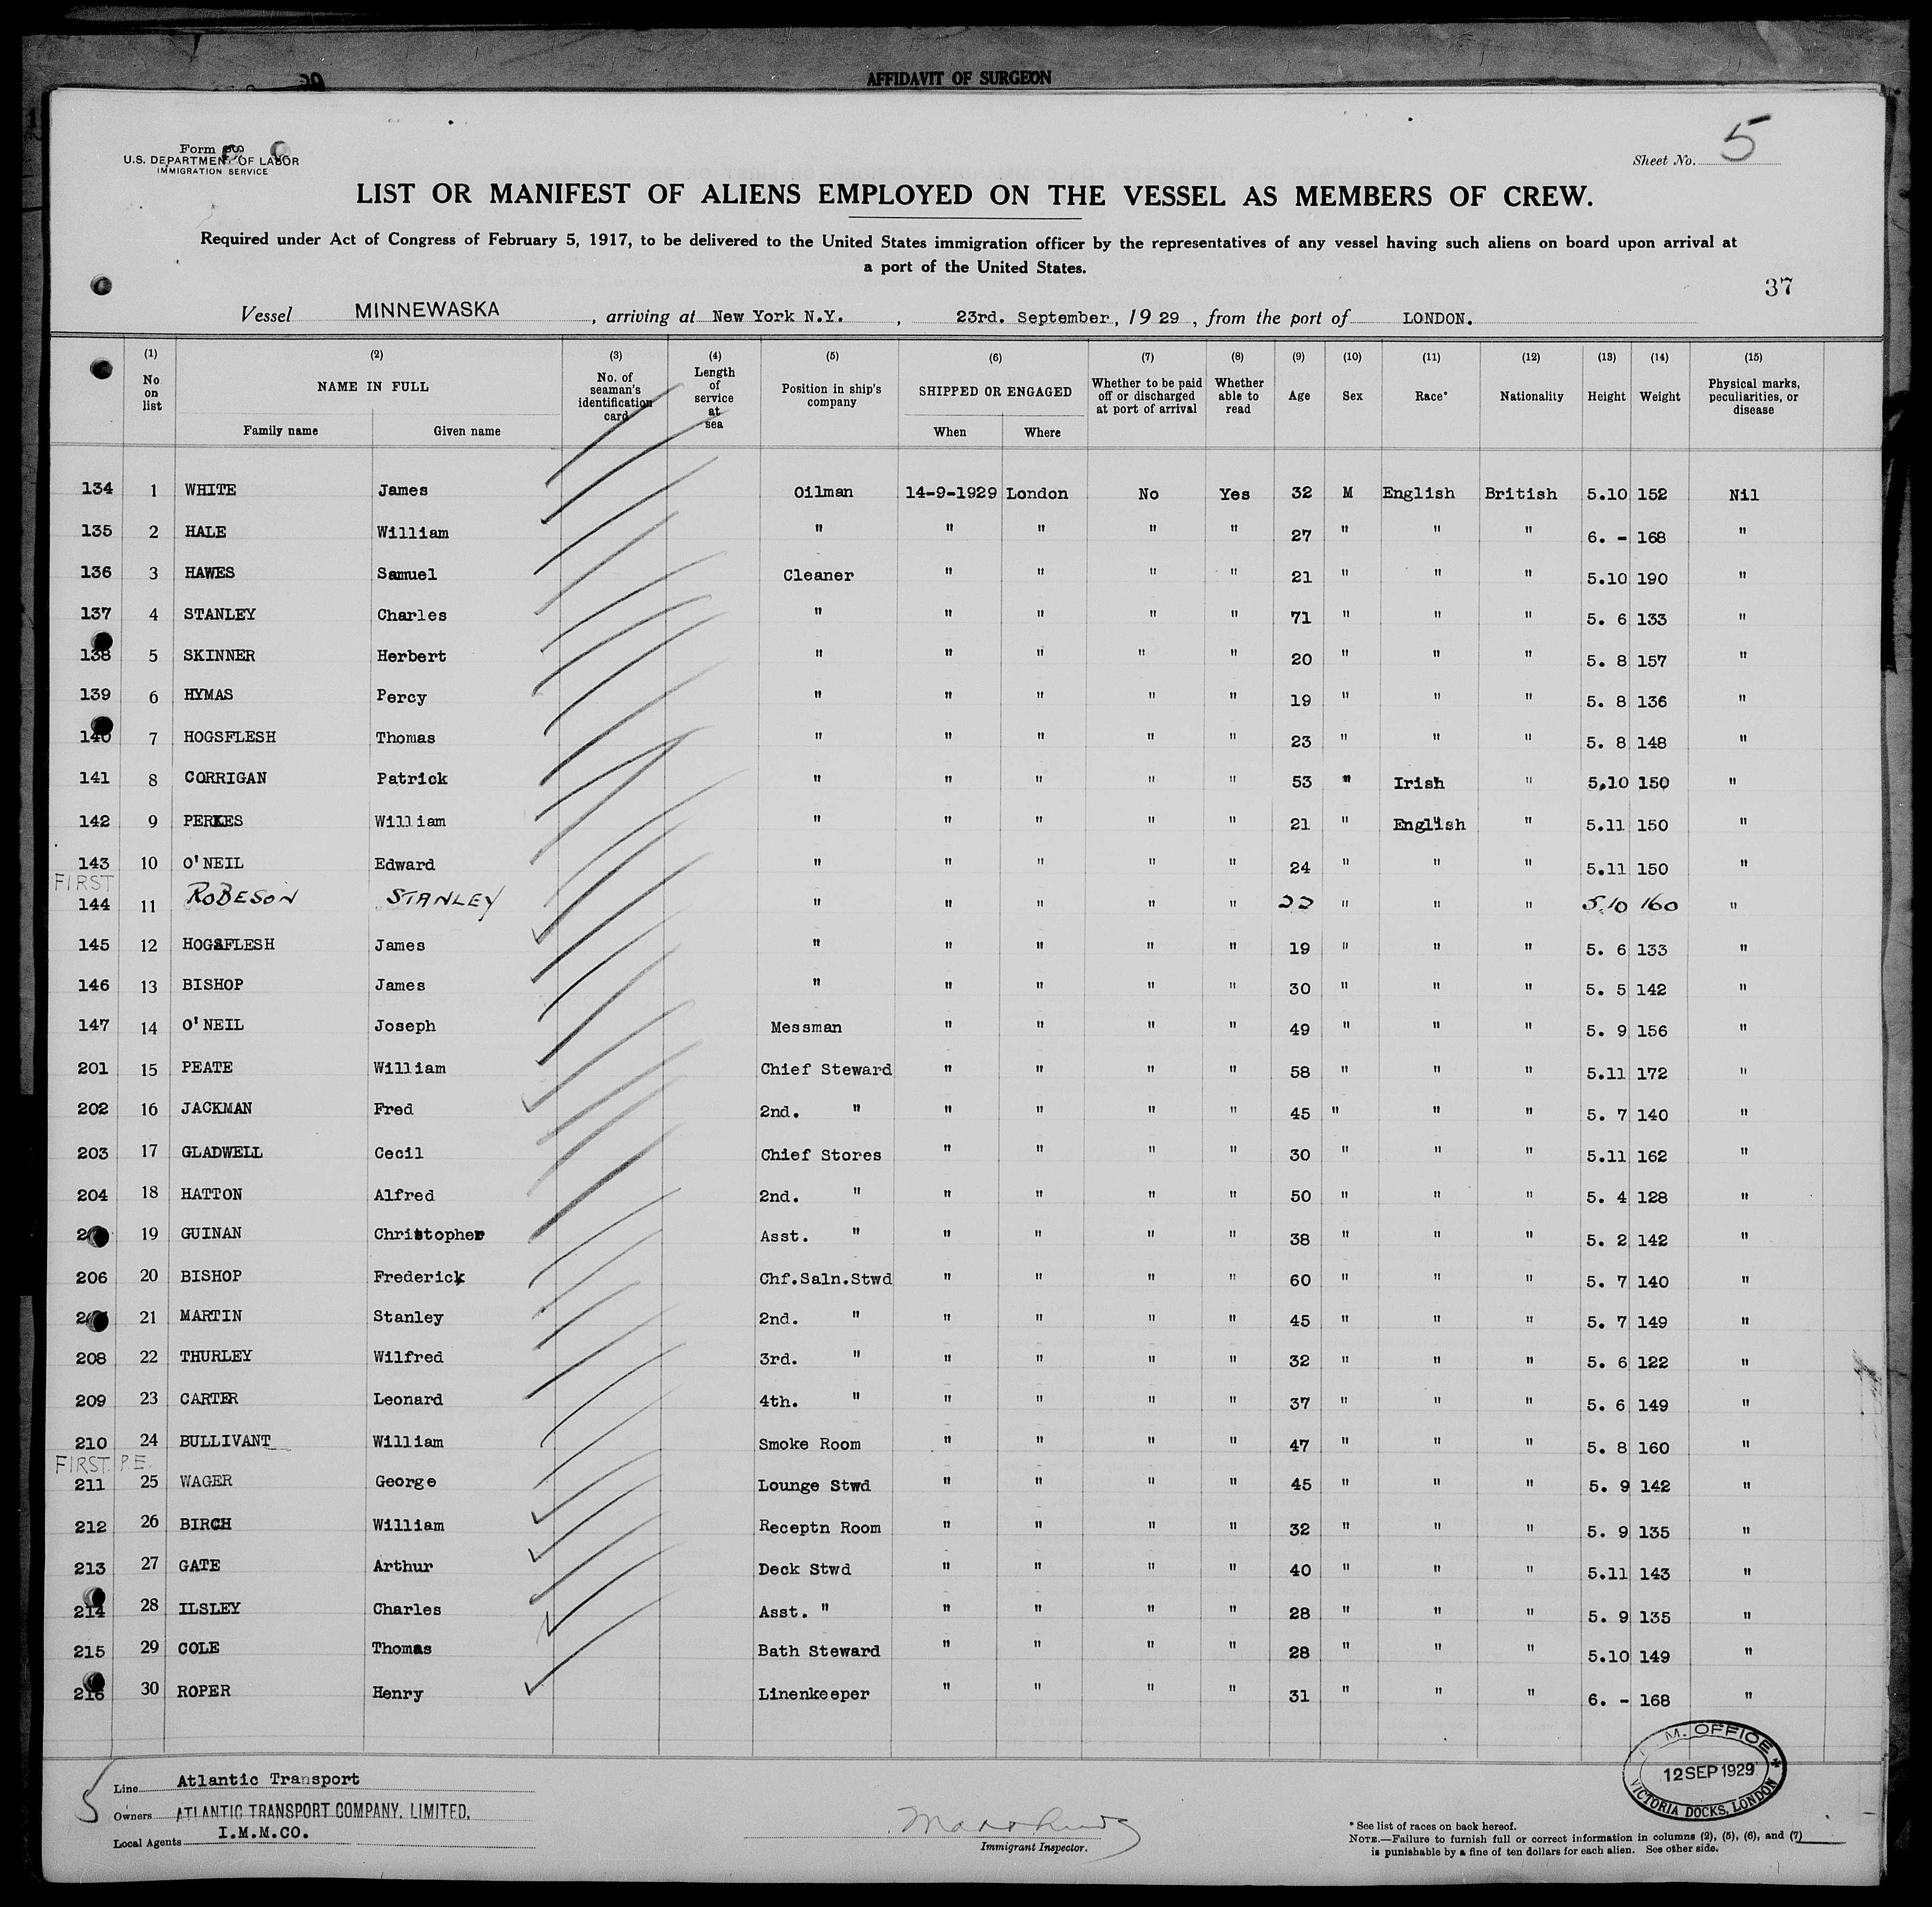 AFFIDAVIT OF SURGEON
Form
U.S. DEPARTMENT OF LABOR
IMMIGRATION SERVICE
Sheet No. 5
LIST OR MANIFEST OF ALIENS EMPLOYED ON THE VESSEL AS MEMBERS OF CREW.
Required under Act of Congress of February 5, 1917, to be delivered to the United States immigration officer by the representatives of any vessel having such aliens on board upon arrival at
a port of the United States.
37
Vessel MINNEWASKA, arriving at New York N.Y., 23rd. September, 1929, from the port of LONDON.
(1) (2) (3) (4) (5) (6) (7) (8) (9) (10) (11) (12) (13) (14) (15)
No on list NAME IN FULL No. of seaman's identification card Length of service at sea Position in ship's company SHIPPED OR ENGAGED Whether to be paid off or discharged at port of arrival Whether able to read Age Sex Race* Nationality Height Weight Physical marks, peculiarities, or disease
Family name Given name When Where
134 1 WHITE James Oilman 14-9-1929 London No Yes 32 M English British 5.10 152 Nil
135 2 HALE William " " " " " 27 " " " 6. - 168 "
136 3 HAWES Samuel Cleaner " " " " 21 " " " 5.10 190 "
137 4 STANLEY Charles " " " " " 71 " " " 5. 6 133 "
138 5 SKINNER Herbert " " " " " 20 " " " 5. 8 157 "
139 6 HYMAS Percy " " " " " 19 " " " 5. 8 136 "
140 7 HOGSFLESH Thomas " " " " " 23 " " " 5. 8 148 "
141 8 CORRIGAN Patrick " " " " " 53 " Irish " 5.10 150 "
142 9 PERKES William " " " " " 21 " English " 5.11 150 "
143 10 O'NEIL Edward " " " " " 24 " " " 5.11 150 "
FIRST
144 11 ROBESON STANLEY " " " " " 22 " " " 5.10 160 "
145 12 HOGSFLESH James " " " " " 19 " " " 5. 6 133 "
146 13 BISHOP James " " " " " 30 " " " 5. 5 142 "
147 14 O'NEIL Joseph Messman " " " " 49 " " " 5. 9 156 "
201 15 PEATE William Chief Steward " " " " 58 " " " 5.11 172 "
202 16 JACKMAN Fred 2nd. " " " " " 45 " " " 5. 7 140 "
203 17 GLADWELL Cecil Chief Stores " " " " 30 " " " 5.11 162 "
204 18 HATTON Alfred 2nd. " " " " " 50 " " " 5. 4 128 "
19 GUINAN Christopher Asst. " " " " " 38 " " " 5. 2 142 "
206 20 BISHOP Frederick Chf.Saln.Stwd " " " " 60 " " " 5. 7 140 "
21 MARTIN Stanley 2nd. " " " " " 45 " " " 5. 7 149 "
208 22 THURLEY Wilfred 3rd. " " " " " 32 " " " 5. 6 122 "
209 23 CARTER Leonard 4th. " " " " " 37 " " " 5. 6 149 "
210 24 BULLIVANT William Smoke Room " " " " 47 " " " 5. 8 160 "
FIRST P.E.
211 25 WAGER George Lounge Stwd " " " " 45 " " " 5. 9 142 "
212 26 BIRCH William Receptn Room " " " " 32 " " " 5. 9 135 "
213 27 GATE Arthur Deck Stwd " " " " 40 " " " 5.11 143 "
214 28 ILSLEY Charles Asst. " " " " " 28 " " " 5. 9 135 "
215 29 COLE Thomas Bath Steward " " " " 28 " " " 5.10 149 "
216 30 ROPER Henry Linenkeeper " " " " 31 " " " 6. - 168 "
5
Line Atlantic Transport
Owners ATLANTIC TRANSPORT COMPANY, LIMITED.
Local Agents I.M.M.CO.
Immigrant Inspector.
M. OFFICE
12 SEP 1929
VICTORIA DOCKS, LONDON
* See list of races on back hereof.
NOTE.—Failure to furnish full or correct information in columns (2), (5), (6), and (7)
is punishable by a fine of ten dollars for each alien. See other side.